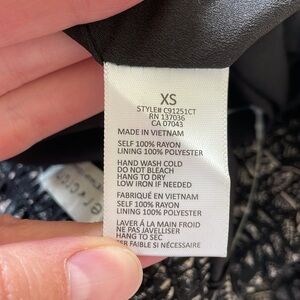 XS
STYLE# C91251CT
RN 137036
CA 07043
MADE IN VIETNAM
SELF 100% RAYON
LINING 100% POLYESTER
HAND WASH COLD
DO NOT BLEACH
HANG TO DRY
LOW IRON IF NEEDED
FABRIQUÉ EN VIETNAM
SELF 100% RAYON
LINING 100% POLYESTER
LAVER Á LA MAIN FROID
NE PAS JAVELLISER
HANG TO SEC
FAIBLE SI NÉCESSAIRE